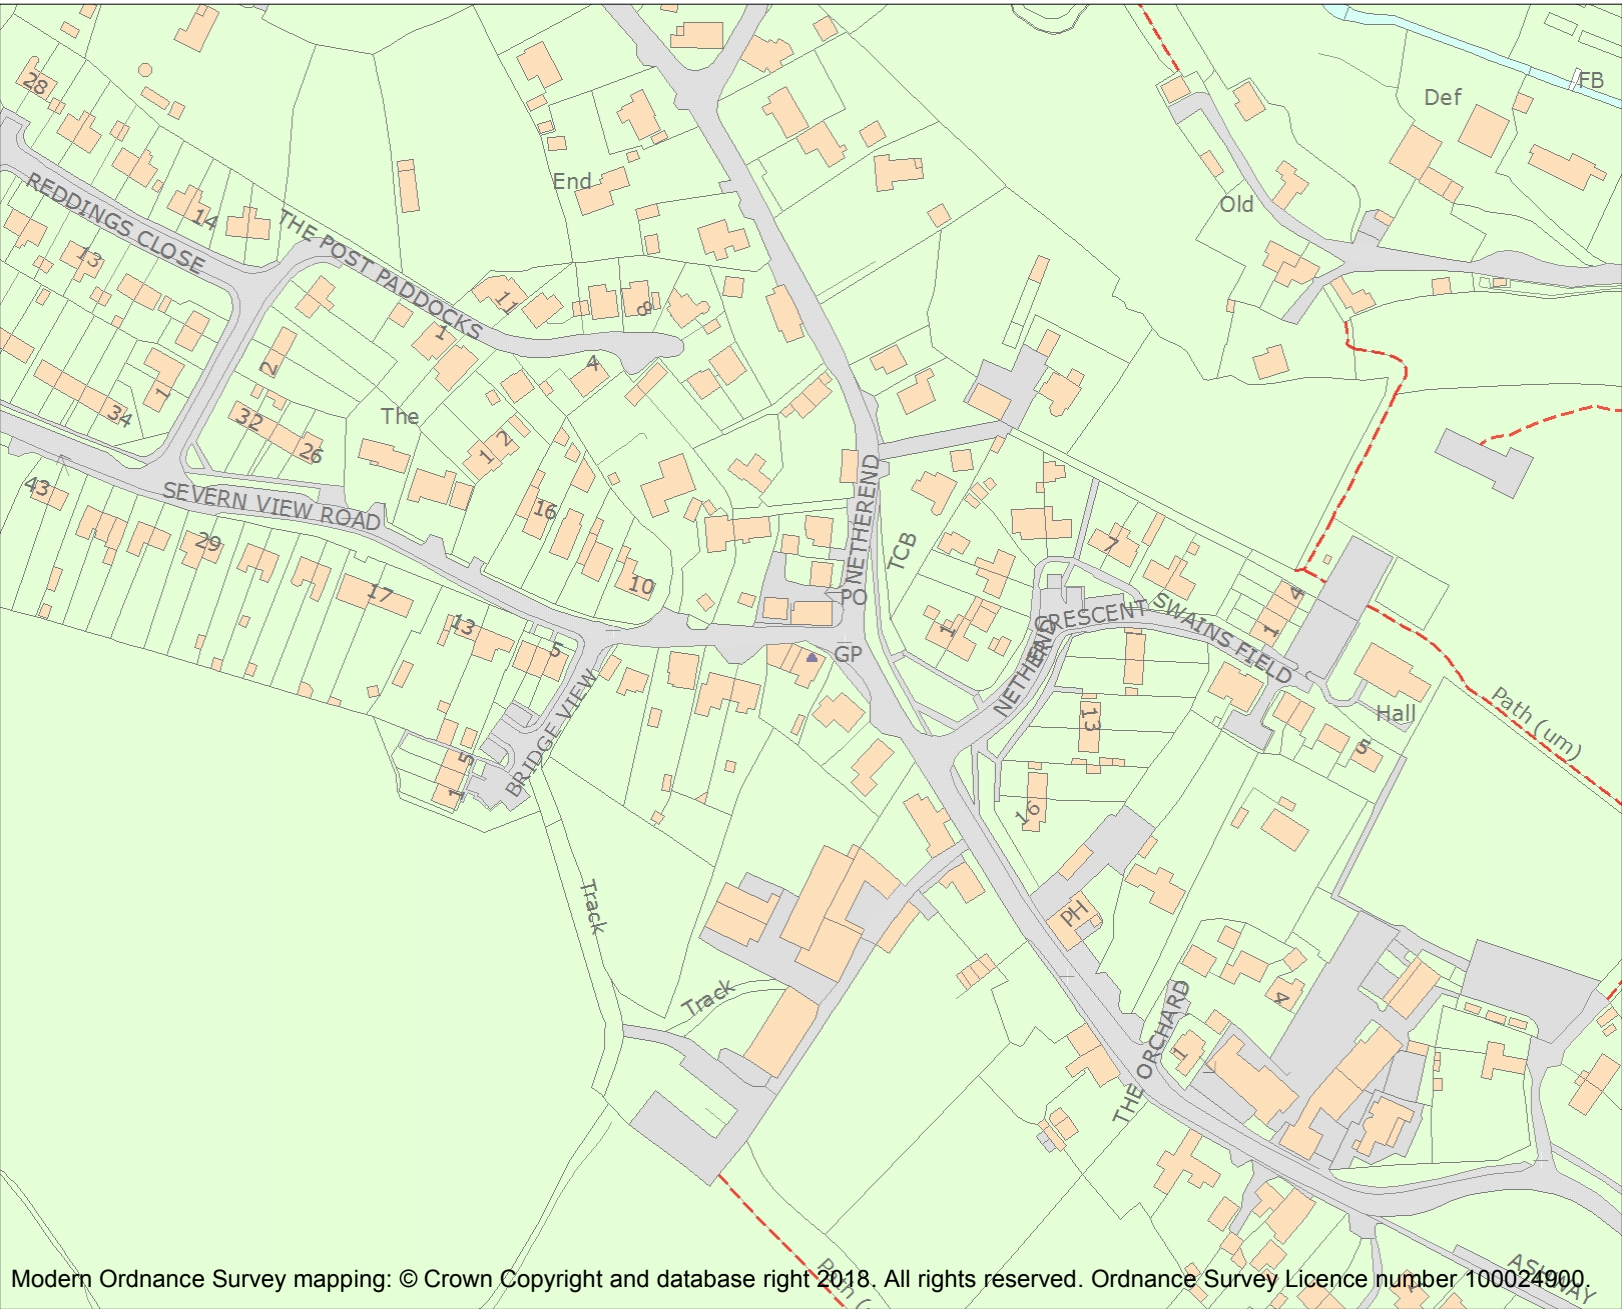 28
FB
Def
End
REDDINGS CLOSE
14
THE POST PADDOCKS
Old
13
11
8
1
4
2
1
34
The
32
26
1 2
43
SEVERN VIEW ROAD
16
NETHEREND
TCB
29
7
10
17
PO
4
CRESCENT
SWAINS FIELD
1
1
13
5
GP
NETHEREND
BRIDGE VIEW
13
Hall
Path (um)
5
5
1
16
Track
PH
Track
4
THE ORCHARD
1
Path (
ASHWAY
Modern Ordnance Survey mapping: © Crown Copyright and database right 2018. All rights reserved. Ordnance Survey Licence number 100024900.